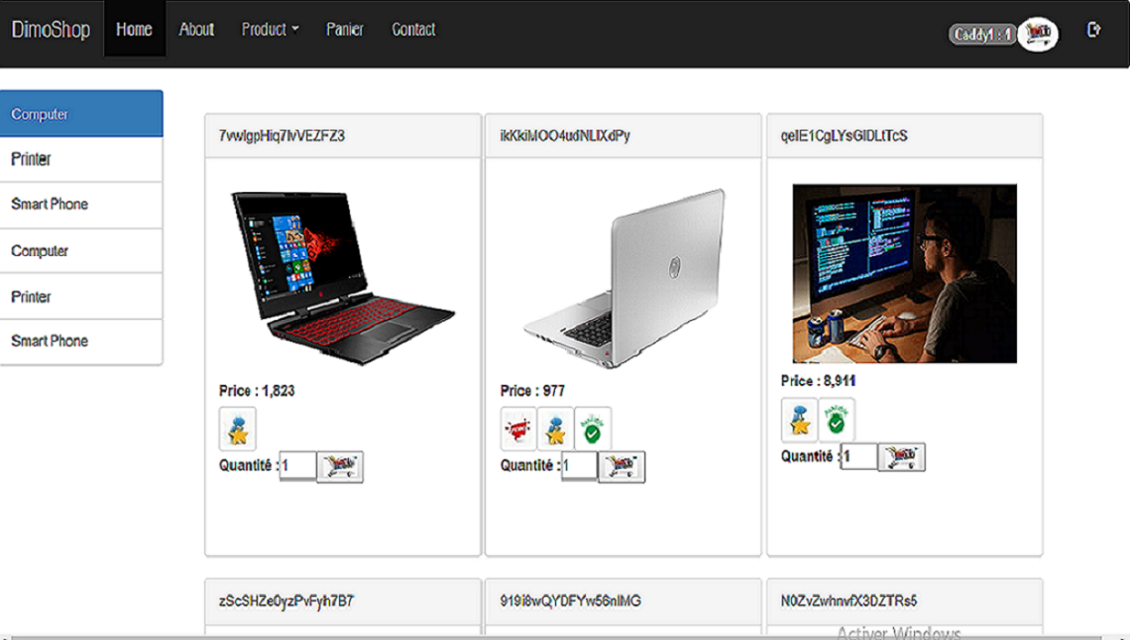 DimoShop Home About Product Panier Contact Caddy1 : 1
Computer
Printer
Smart Phone
Computer
Printer
Smart Phone
7vwlgpHiq7lvVEZFZ3
ikKkiMOO4udNLIXdPy
qelE1CgLYsGIDLtTcS
Price : 1,823
Quantité : 1
Price : 977
Quantité : 1
Price : 8,911
Quantité : 1
zScSHZe0yzPvFyh7B7
919i8wQYDFYw56nIMG
N0ZvZwhnvfX3DZTRs5
Activer Windows